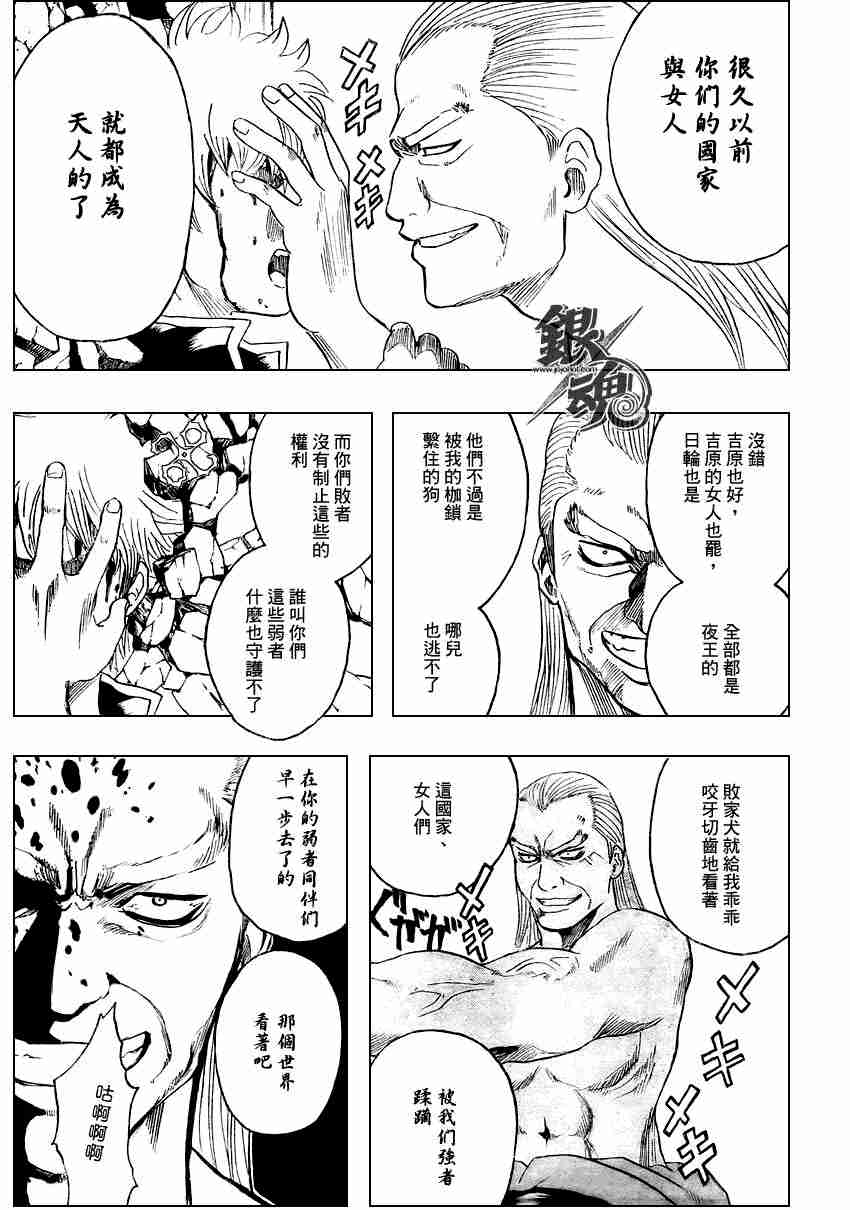 很久以前
你们的國家
與女人
メキ
メキ
就都成為
天人的了
銀魂
www.jojohot.com
沒錯
吉原也好，
吉原的女人也罷，
日輪也是
全部都是
夜王的
他們不過是
被我的枷鎖
繫住的狗
哪兒
也逃不了
而你們敗者
沒有制止這些的
權利
誰叫你們
這些弱者
什麼也守護不了
敗家犬就給我乖乖
咬牙切齒地看著
這國家、
女人們
メキ
ぐガガ
メメキキ
被我们強者
蹂躪
在你的弱者同伴们
早一步去了的
那個世界
看著吧
咕啊啊啊